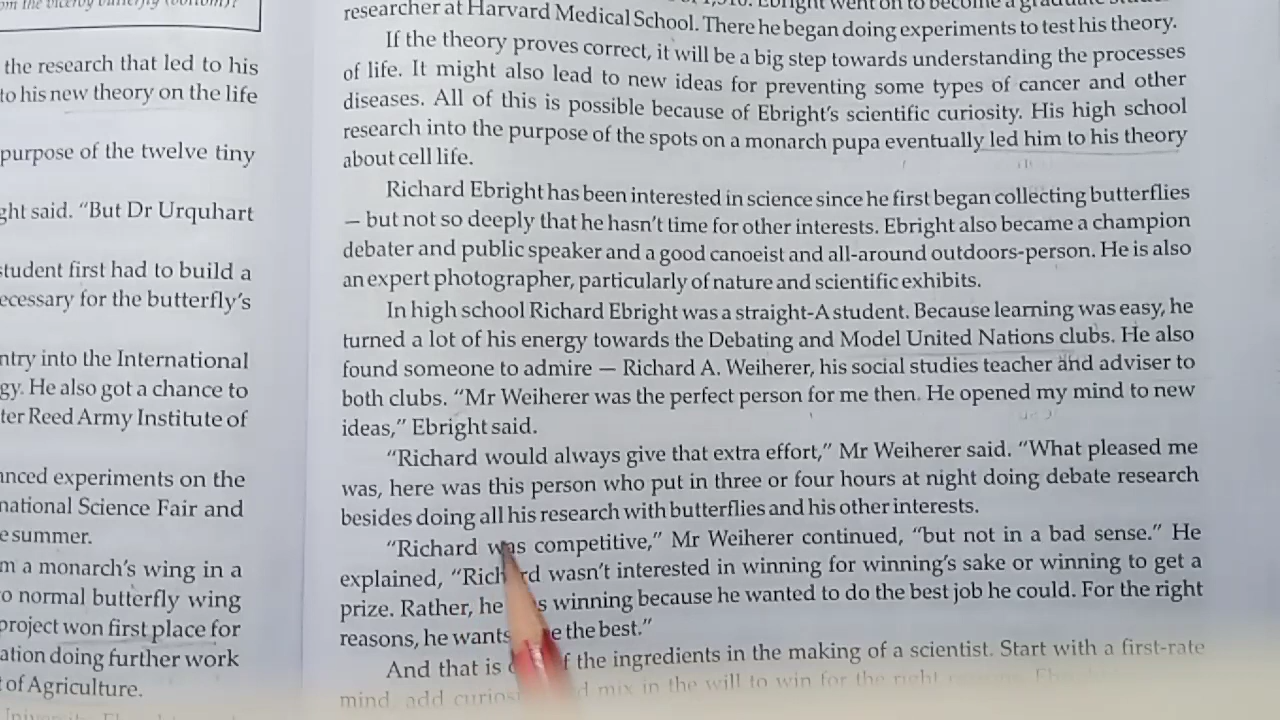 the research that led to his
to his new theory on the life
purpose of the twelve tiny
ght said. “But Dr Urquhart
student first had to build a
ecessary for the butterfly’s
ntry into the International
gy. He also got a chance to
ter Reed Army Institute of
anced experiments on the
national Science Fair and
e summer.
m a monarch’s wing in a
o normal butterfly wing
project won first place for
ation doing further work
of Agriculture.
researcher at Harvard Medical School. There he began doing experiments to test his theory.
If the theory proves correct, it will be a big step towards understanding the processes
of life. It might also lead to new ideas for preventing some types of cancer and other
diseases. All of this is possible because of Ebright’s scientific curiosity. His high school
research into the purpose of the spots on a monarch pupa eventually led him to his theory
about cell life.
Richard Ebright has been interested in science since he first began collecting butterflies
— but not so deeply that he hasn’t time for other interests. Ebright also became a champion
debater and public speaker and a good canoeist and all-around outdoors-person. He is also
an expert photographer, particularly of nature and scientific exhibits.
In high school Richard Ebright was a straight-A student. Because learning was easy, he
turned a lot of his energy towards the Debating and Model United Nations clubs. He also
found someone to admire — Richard A. Weiherer, his social studies teacher and adviser to
both clubs. “Mr Weiherer was the perfect person for me then. He opened my mind to new
ideas,” Ebright said.
“Richard would always give that extra effort,” Mr Weiherer said. “What pleased me
was, here was this person who put in three or four hours at night doing debate research
besides doing all his research with butterflies and his other interests.
“Richard was competitive,” Mr Weiherer continued, “but not in a bad sense.” He
explained, “Rich rd wasn’t interested in winning for winning’s sake or winning to get a
prize. Rather, he s winning because he wanted to do the best job he could. For the right
reasons, he wants e the best.”
And that is f the ingredients in the making of a scientist. Start with a first-rate
mind, add curios d mix in the will to win for the right